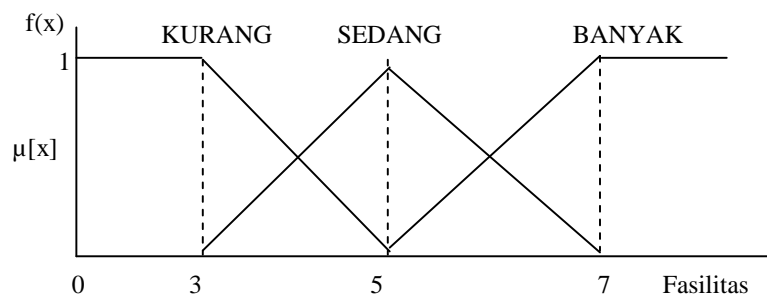 f(x)
KURANG SEDANG BANYAK
1
µ[x]
0 3 5 7 Fasilitas